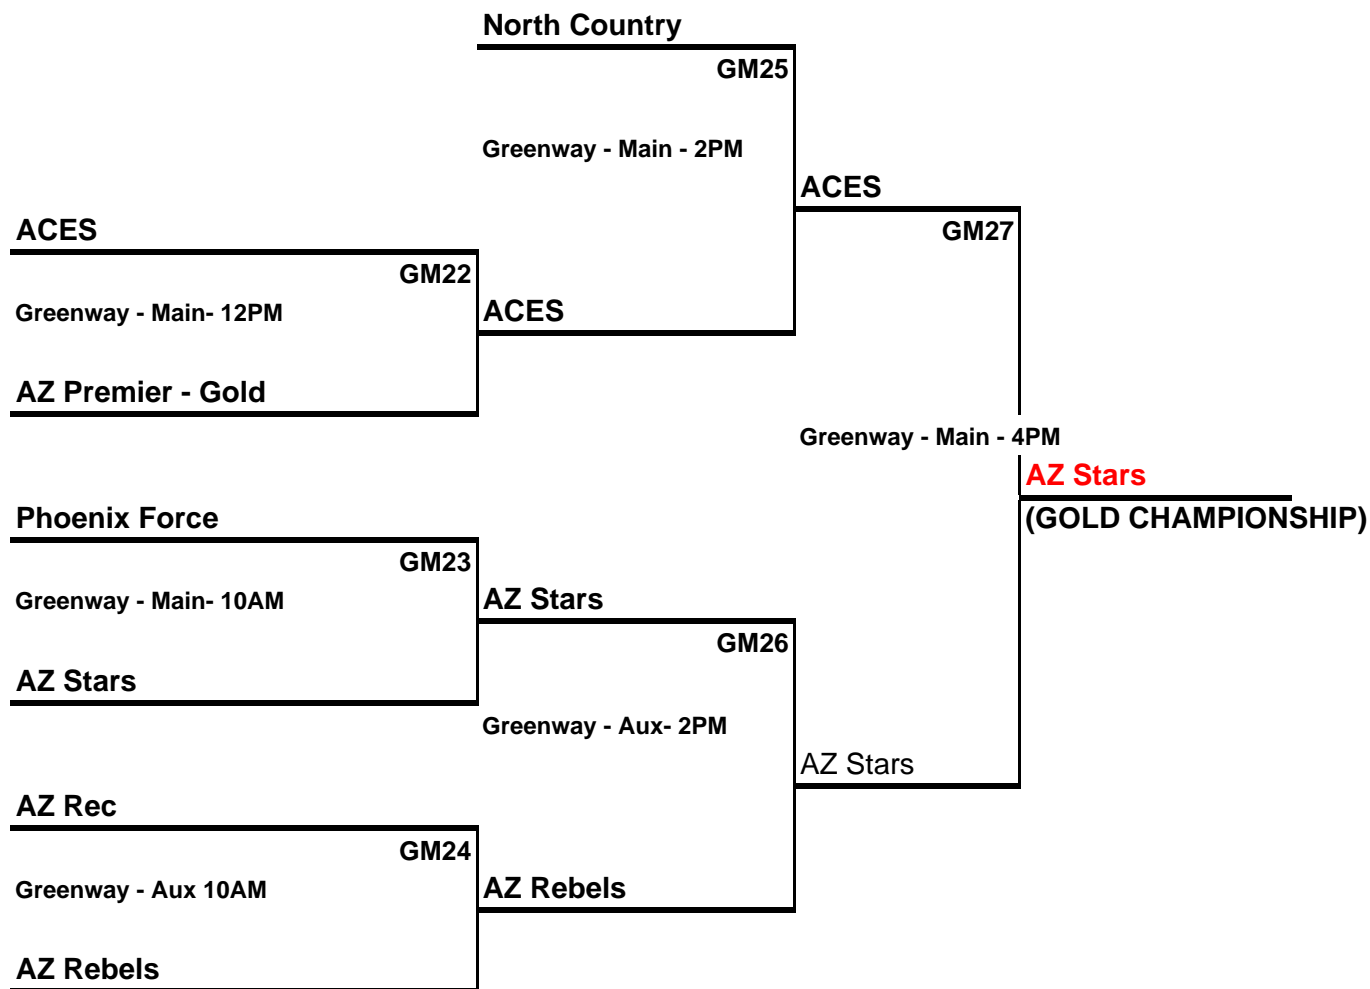 North Country
GM25
Greenway - Main - 2PM
ACES
ACES
GM27
GM22
Greenway - Main- 12PM
ACES
AZ Premier - Gold
Greenway - Main - 4PM
AZ Stars
Phoenix Force
(GOLD CHAMPIONSHIP)
GM23
Greenway - Main- 10AM
AZ Stars
GM26
AZ Stars
Greenway - Aux- 2PM
AZ Stars
AZ Rec
GM24
Greenway - Aux 10AM
AZ Rebels
AZ Rebels